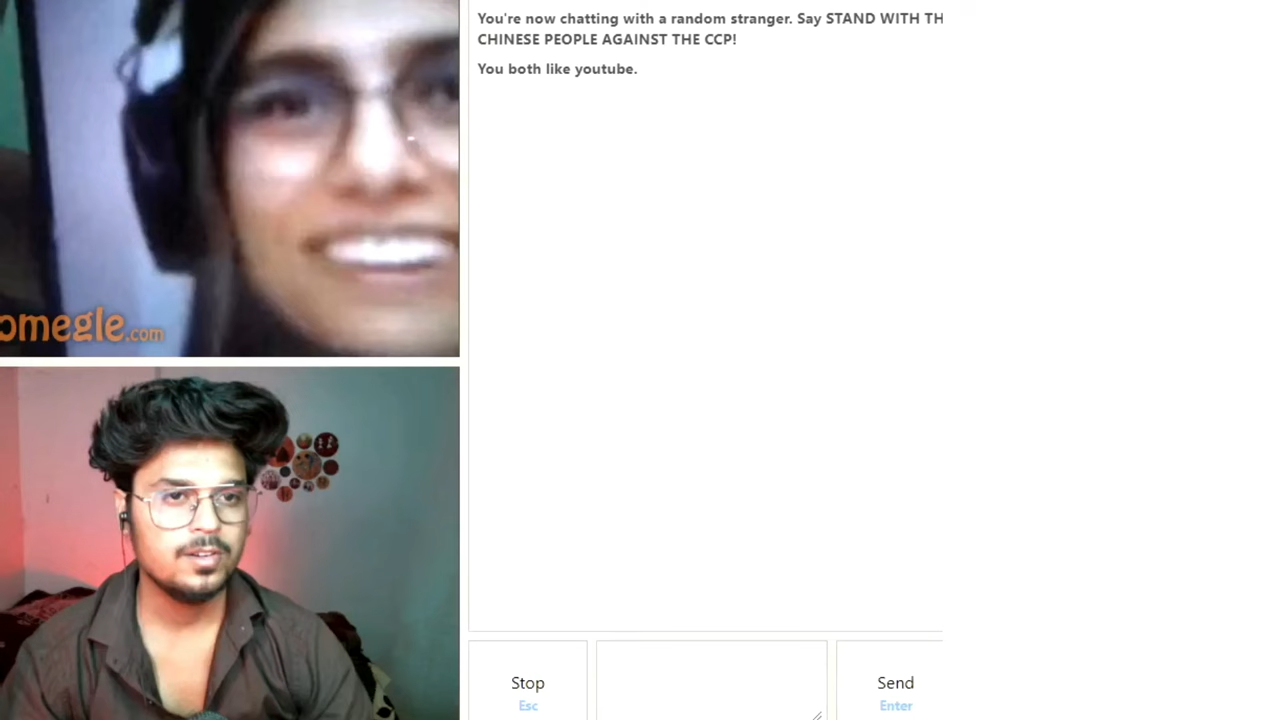 You're now chatting with a random stranger. Say STAND WITH TH
CHINESE PEOPLE AGAINST THE CCP!
You both like youtube.
omegle.com
Stop
Esc
Send
Enter